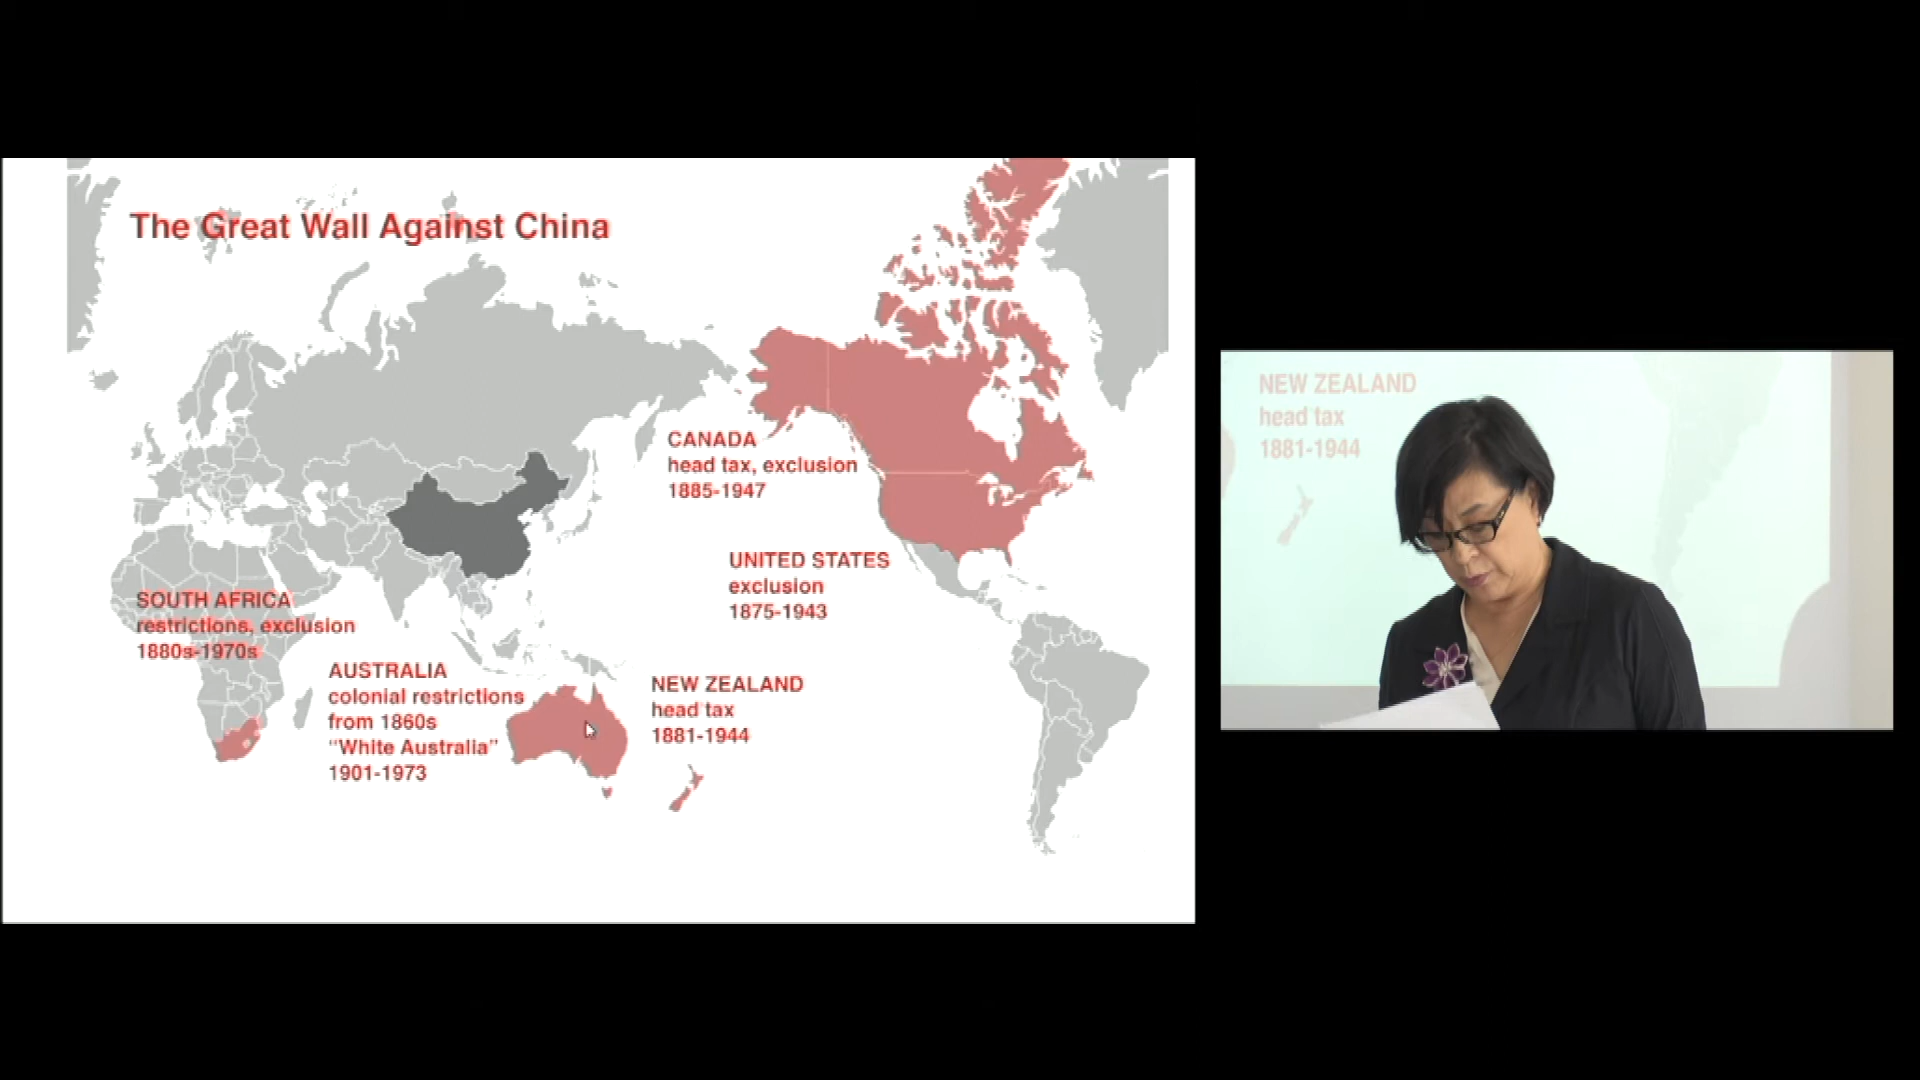 The Great Wall Against China
CANADA
head tax, exclusion
1885-1947
UNITED STATES
exclusion
1875-1943
SOUTH AFRICA
restrictions, exclusion
1880s-1970s
AUSTRALIA
colonial restrictions
from 1860s
“White Australia”
1901-1973
NEW ZEALAND
head tax
1881-1944
NEW ZEALAND
head tax
1881-1944